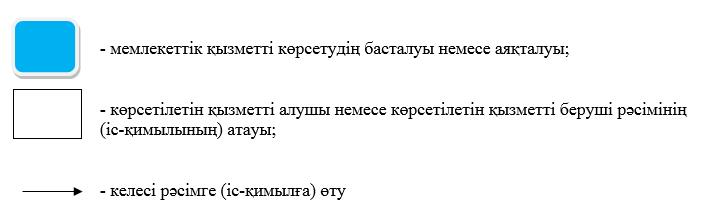 - мемлекеттік қызметті көрсетудің басталуы немесе аяқталуы;
- көрсетілетін қызметті алушы немесе көрсетілетін қызметті беруші рәсімінің
(іс-қимылының) атауы;
- келесі рәсімге (іс-қимылға) өту